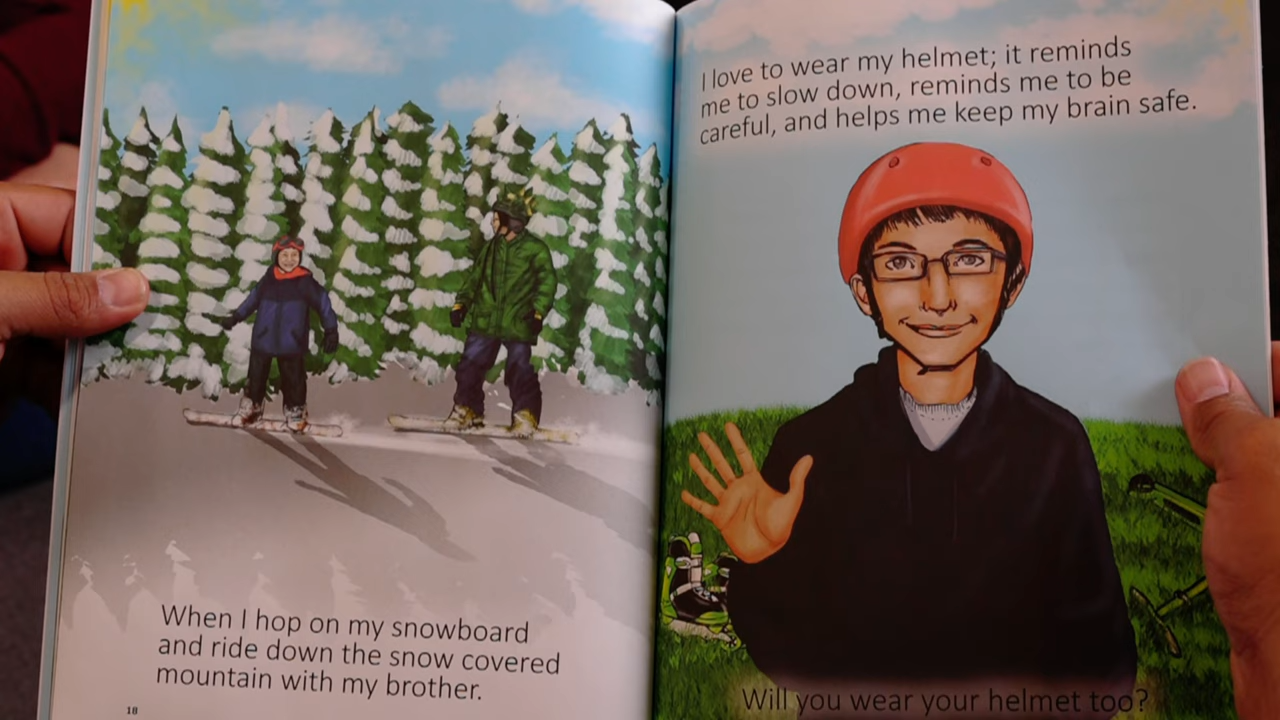 When I hop on my snowboard
and ride down the snow covered
mountain with my brother.
18
I love to wear my helmet; it reminds
me to slow down, reminds me to be
careful, and helps me keep my brain safe.
Will you wear your helmet too?